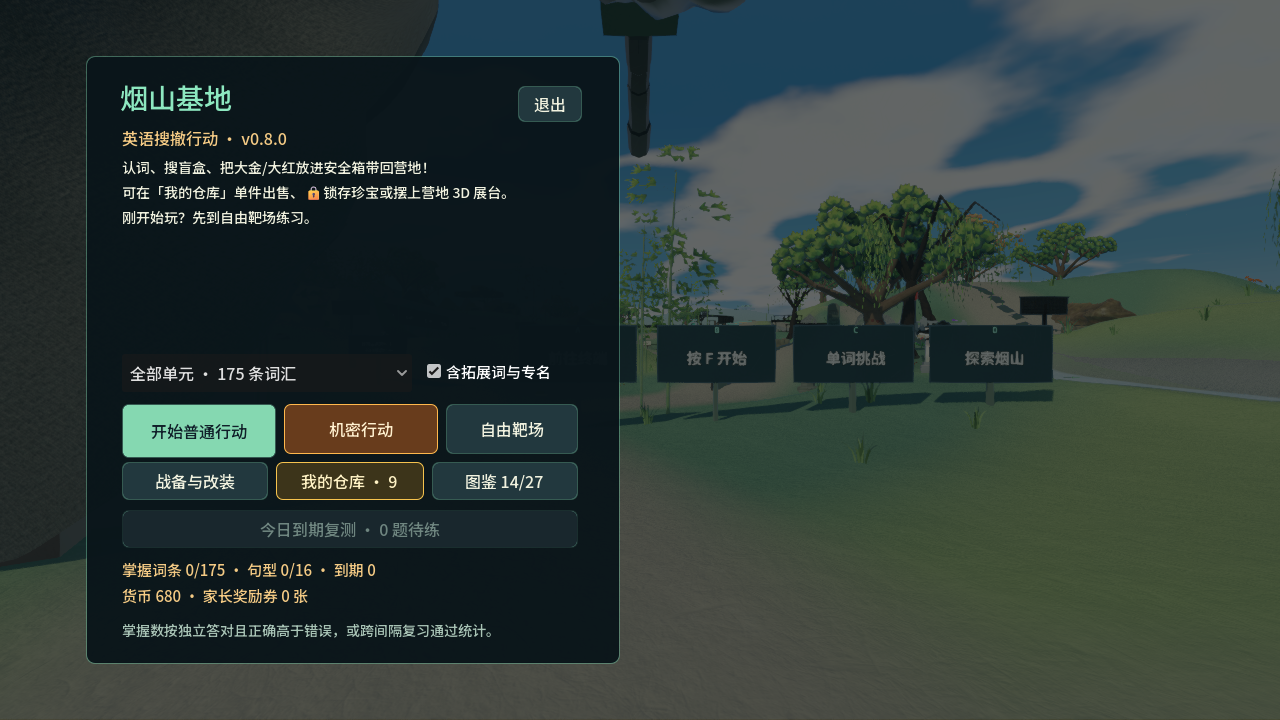 烟山基地
退出
英语搜撤行动 · v0.8.0
认词、搜盲盒、把大金/大红放进安全箱带回营地！
可在「我的仓库」单件出售、🔒锁存珍宝或摆上营地 3D 展台。
刚开始玩？先到自由靶场练习。
全部单元 · 175 条词汇
含拓展词与专名
开始普通行动
机密行动
自由靶场
战备与改装
我的仓库 · 9
图鉴 14/27
今日到期复测 · 0 题待练
掌握词条 0/175 · 句型 0/16 · 到期 0
货币 680 · 家长奖励券 0 张
掌握数按独立答对且正确高于错误，或跨间隔复习通过统计。
B
按 F 开始
C
单词挑战
D
探索烟山